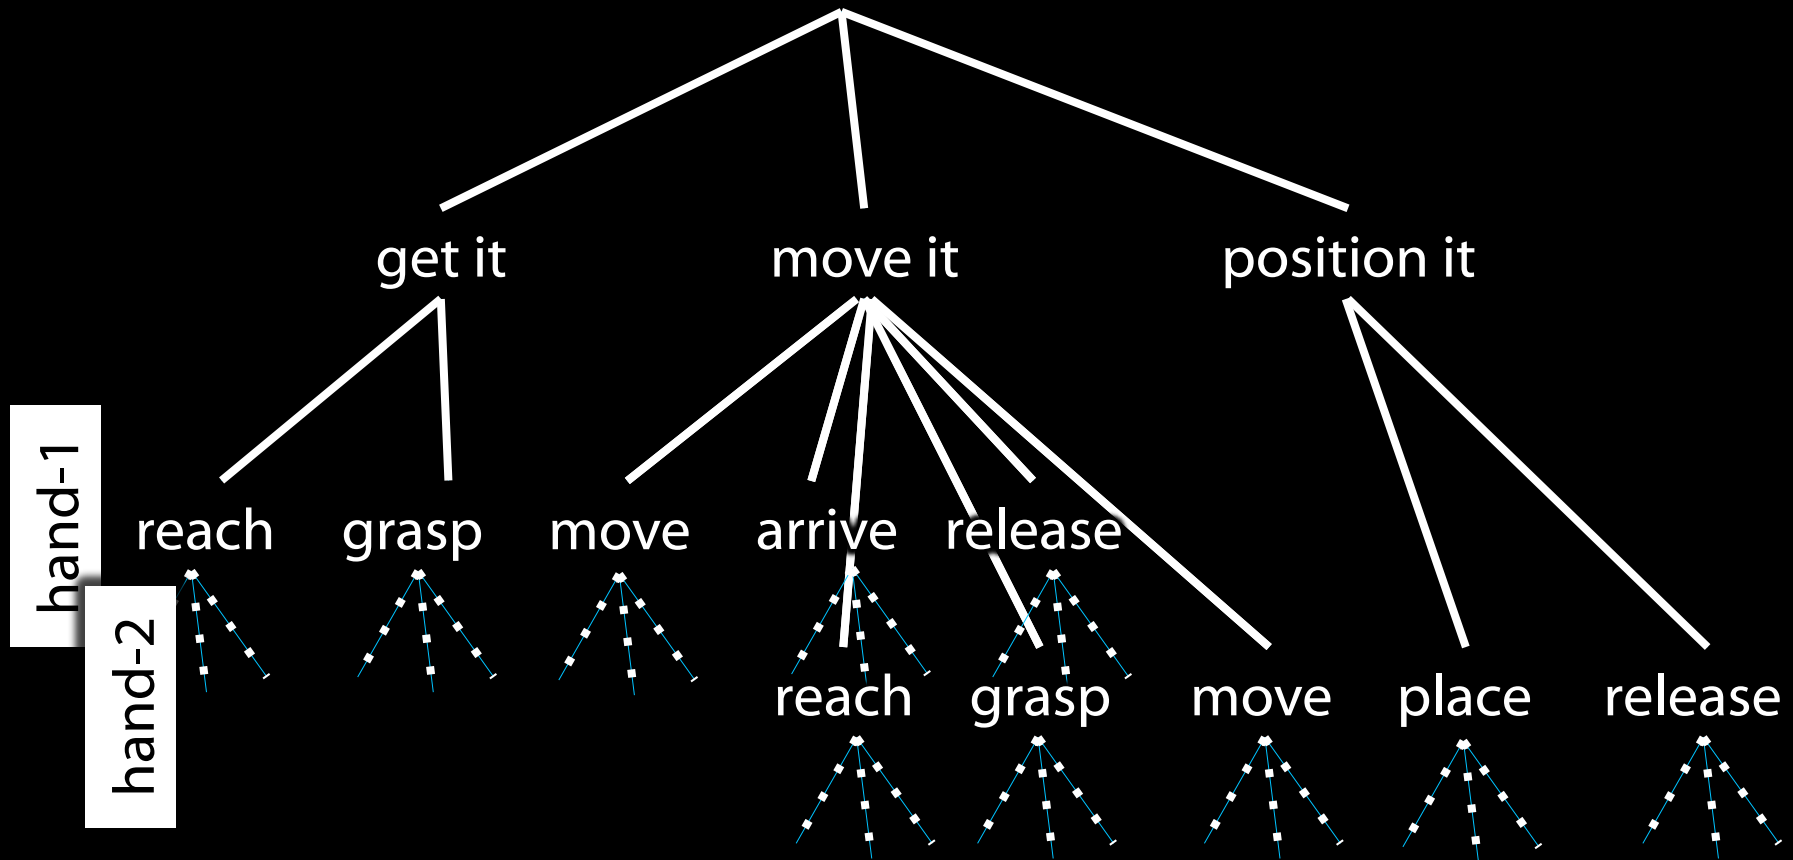 get it move it position it
hand-1
reach grasp move arrive release
hand-2
reach grasp move place release